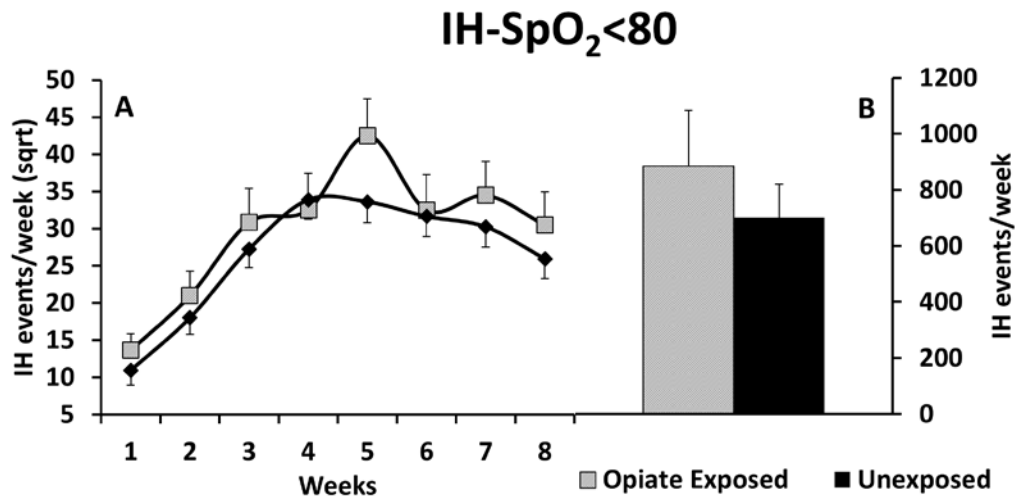 IH-SpO₂<80
A
IH events/week (sqrt)
50
45
40
35
30
25
20
15
10
5
1 2 3 4 5 6 7 8
Weeks
B
1200
1000
800
600
400
200
0
IH events/week
Opiate Exposed Unexposed